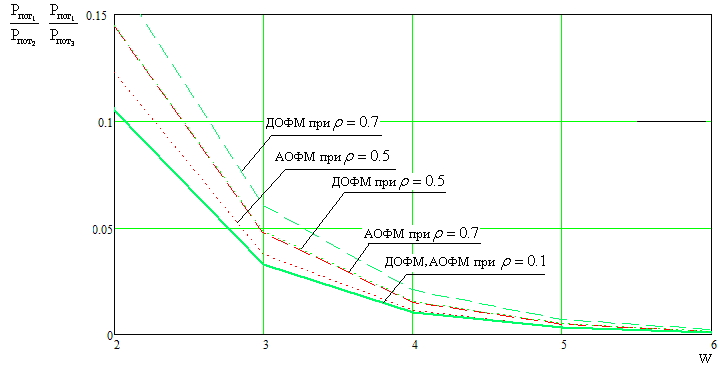 Pпот1 Pпот1
Pпот2 Pпот3
0.15
0.1
0.05
0
ДОФМ при ρ = 0.7
АОФМ при ρ = 0.5
ДОФМ при ρ = 0.5
АОФМ при ρ = 0.7
ДОФМ,АОФМ при ρ = 0.1
2 3 4 5 6
W